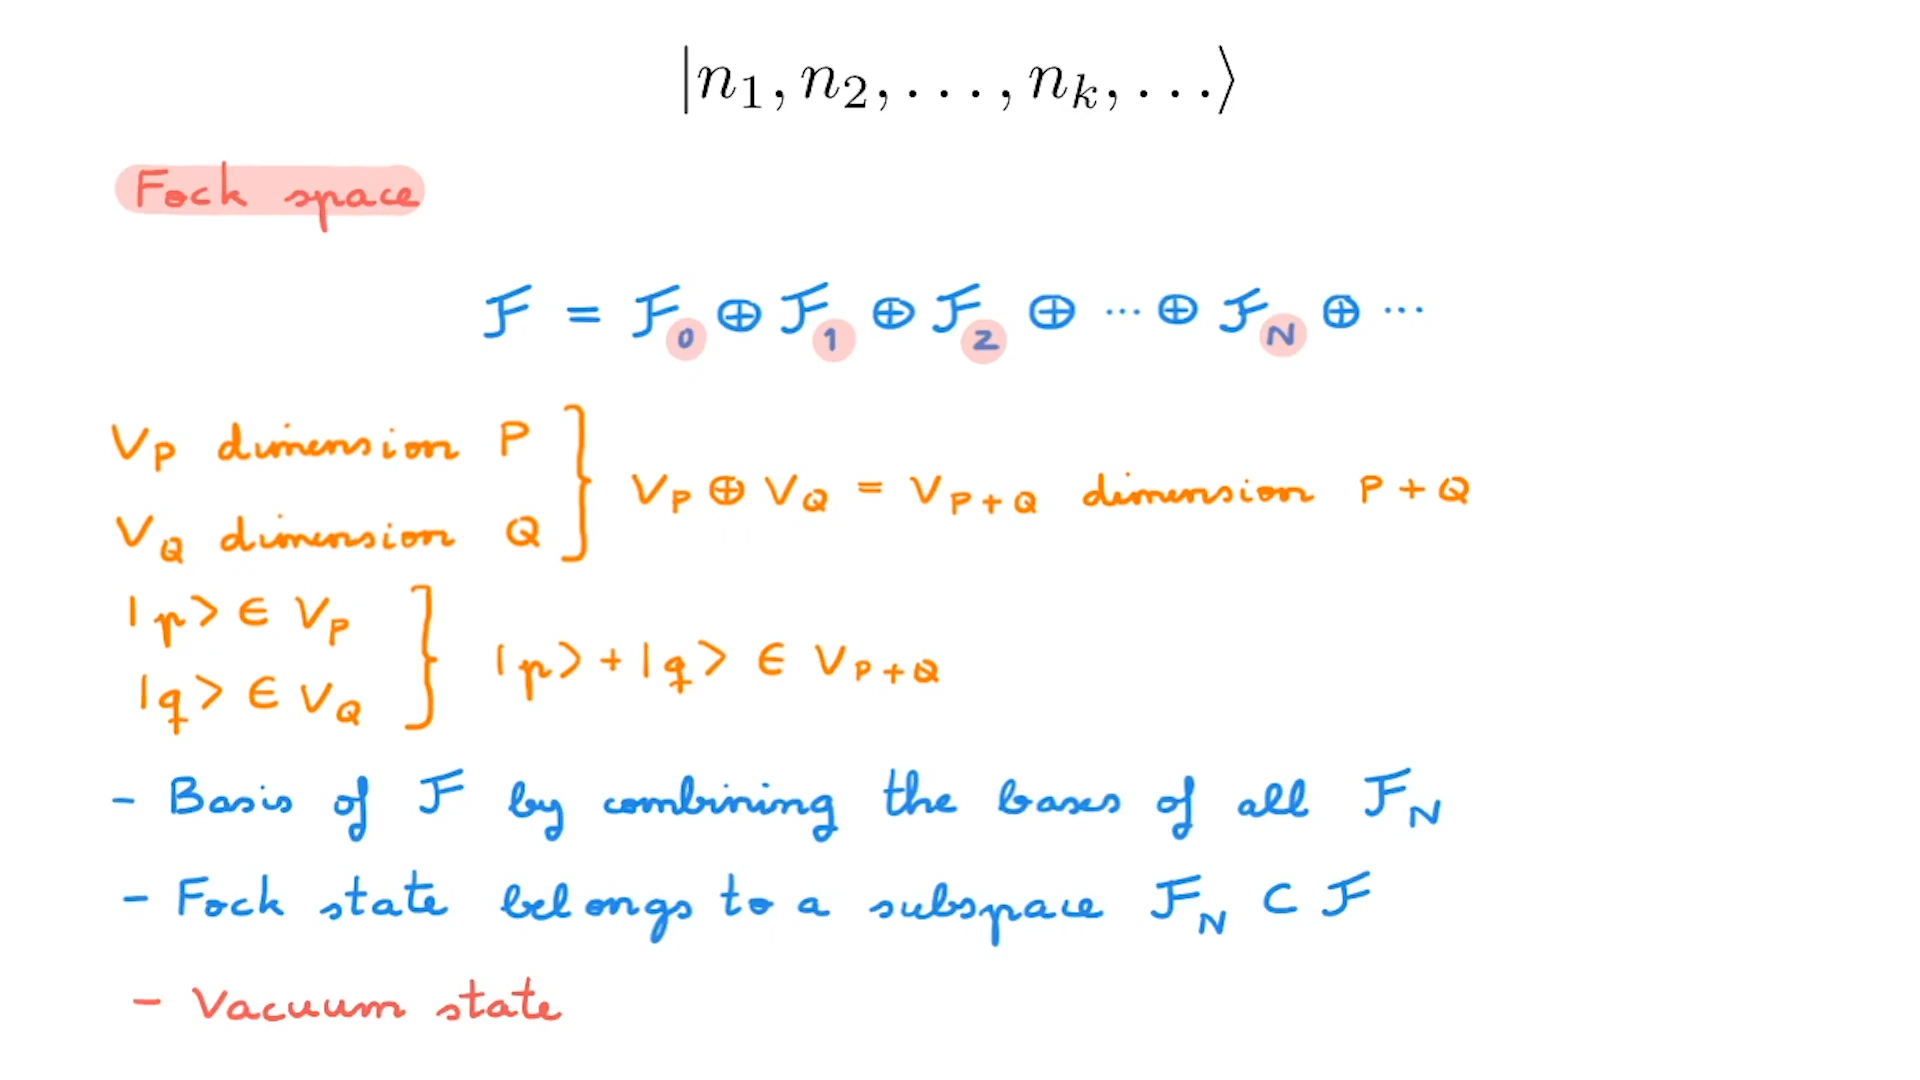 |n₁, n₂, . . . , nₖ, . . .⟩
Fock space
ℱ = ℱ₀ ⊕ ℱ₁ ⊕ ℱ₂ ⊕ ··· ⊕ ℱ_N ⊕ ···
V_P dimension P
V_Q dimension Q
V_P ⊕ V_Q = V_{P+Q} dimension P+Q
|p> ∈ V_P
|q> ∈ V_Q
|p> + |q> ∈ V_{P+Q}
- Basis of ℱ by combining the bases of all ℱ_N
- Fock state belongs to a subspace ℱ_N ⊂ ℱ
- Vacuum state